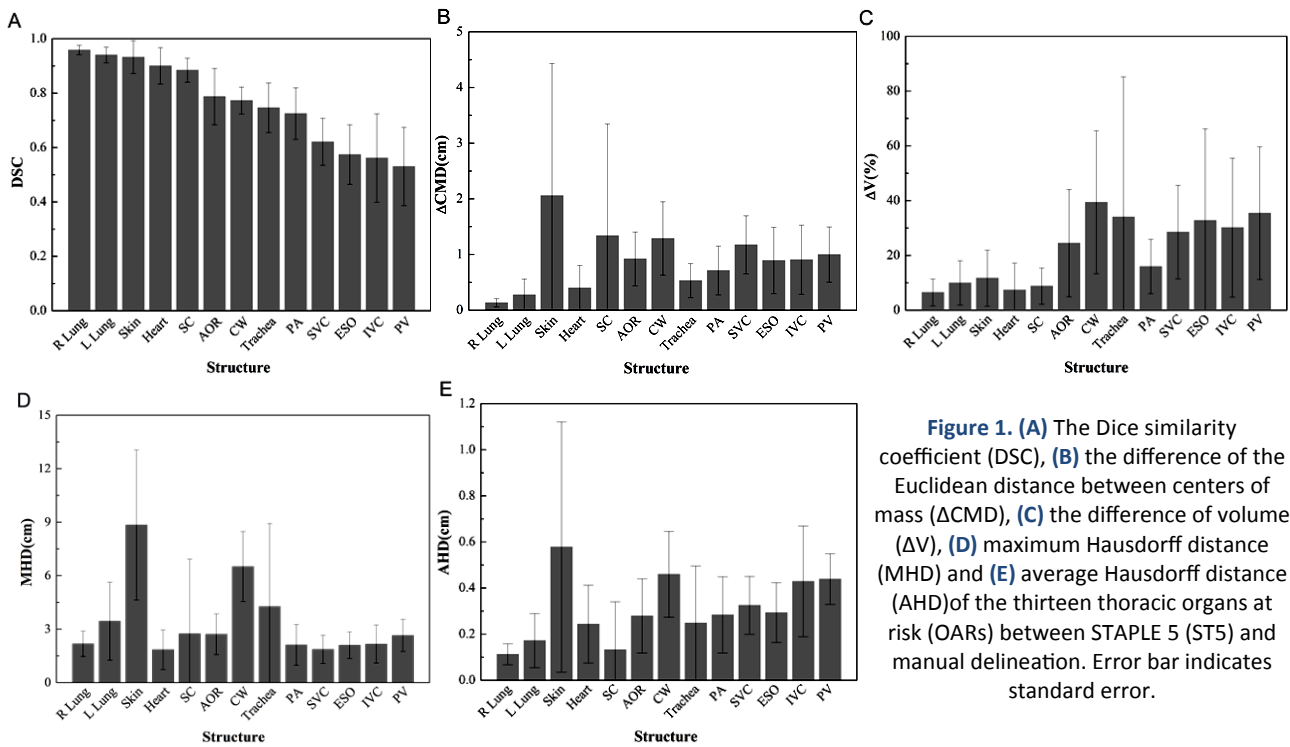 A
DSC
1.0
0.8
0.6
0.4
0.2
0.0
R Lung
L Lung
Skin
Heart
SC
AOR
CW
Trachea
PA
SVC
ESO
IVC
PV
Structure
B
ΔCMD(cm)
5
4
3
2
1
0
R Lung
L Lung
Skin
Heart
SC
AOR
CW
Trachea
PA
SVC
ESO
IVC
PV
Structure
C
ΔV(%)
100
80
60
40
20
0
R Lung
L Lung
Skin
Heart
SC
AOR
CW
Trachea
PA
SVC
ESO
IVC
PV
Structure
D
MHD(cm)
15
12
9
6
3
0
R Lung
L Lung
Skin
Heart
SC
AOR
CW
Trachea
PA
SVC
ESO
IVC
PV
Structure
E
AHD(cm)
1.2
1.0
0.8
0.6
0.4
0.2
0.0
R Lung
L Lung
Skin
Heart
SC
AOR
CW
Trachea
PA
SVC
ESO
IVC
PV
Structure
Figure 1. (A) The Dice similarity
coefficient (DSC), (B) the difference of the
Euclidean distance between centers of
mass (ΔCMD), (C) the difference of volume
(ΔV), (D) maximum Hausdorff distance
(MHD) and (E) average Hausdorff distance
(AHD)of the thirteen thoracic organs at
risk (OARs) between STAPLE 5 (ST5) and
manual delineation. Error bar indicates
standard error.